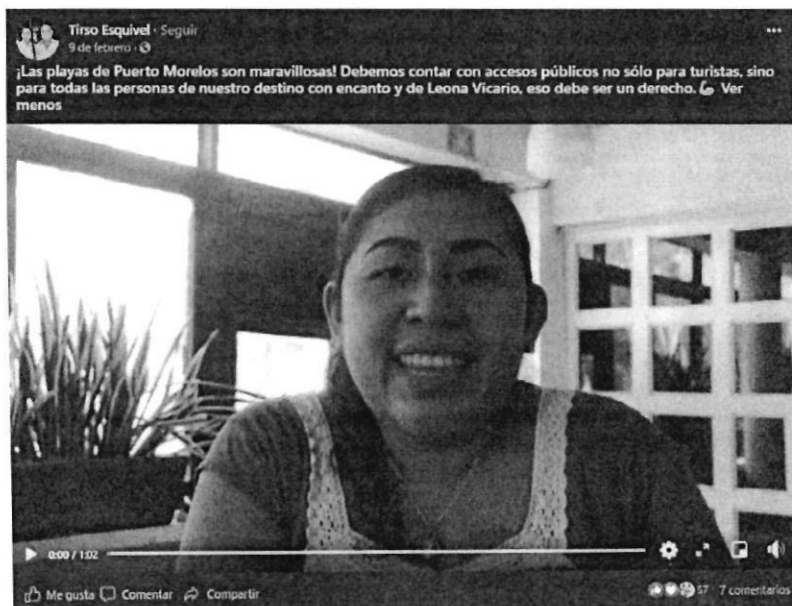 Tirso Esquivel · Seguir
9 de febrero ·
¡Las playas de Puerto Morelos son maravillosas! Debemos contar con accesos públicos no sólo para turistas, sino
para todas las personas de nuestro destino con encanto y de Leona Vicario, eso debe ser un derecho. 💪 Ver
menos
0:00 / 1:02
Me gusta Comentar Compartir 57 · 7 comentarios